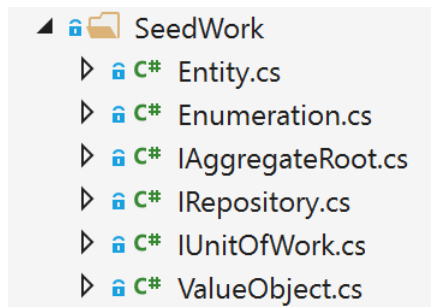 SeedWork
C# Entity.cs
C# Enumeration.cs
C# IAggregateRoot.cs
C# IRepository.cs
C# IUnitOfWork.cs
C# ValueObject.cs